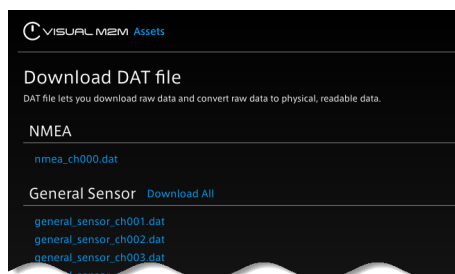 VISUAL M2M Assets
Download DAT file
DAT file lets you download raw data and convert raw data to physical, readable data.
NMEA
nmea_ch000.dat
General Sensor Download All
general_sensor_ch001.dat
general_sensor_ch002.dat
general_sensor_ch003.dat